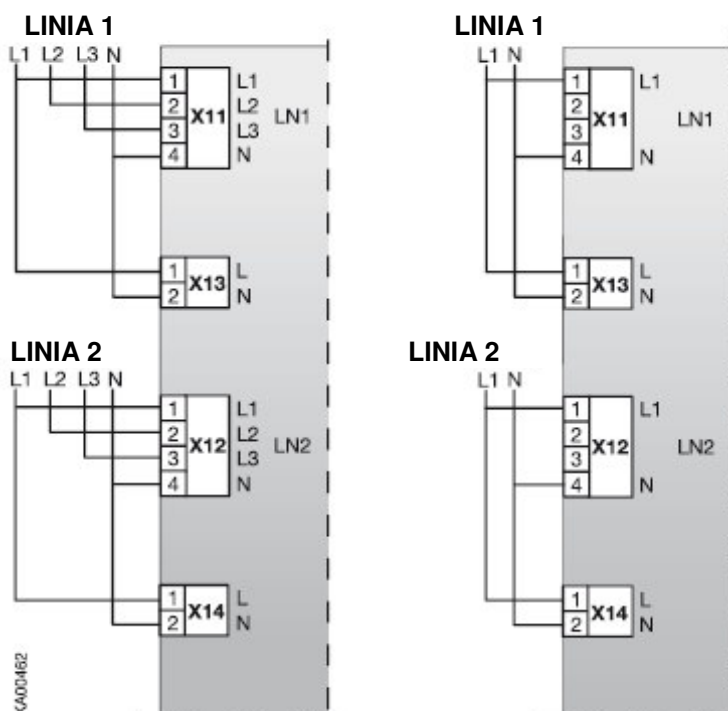 LINIA 1
L1 L2 L3 N
1 L1
2 L2
X11 LN1
3 L3
4 N
1 L
X13
2 N
LINIA 2
L1 L2 L3 N
1 L1
2 L2
X12 LN2
3 L3
4 N
1 L
X14
2 N
KA00462
LINIA 1
L1 N
1 L1
2
X11 LN1
3
4 N
1 L
X13
2 N
LINIA 2
L1 N
1 L1
2
X12 LN2
3
4 N
1 L
X14
2 N